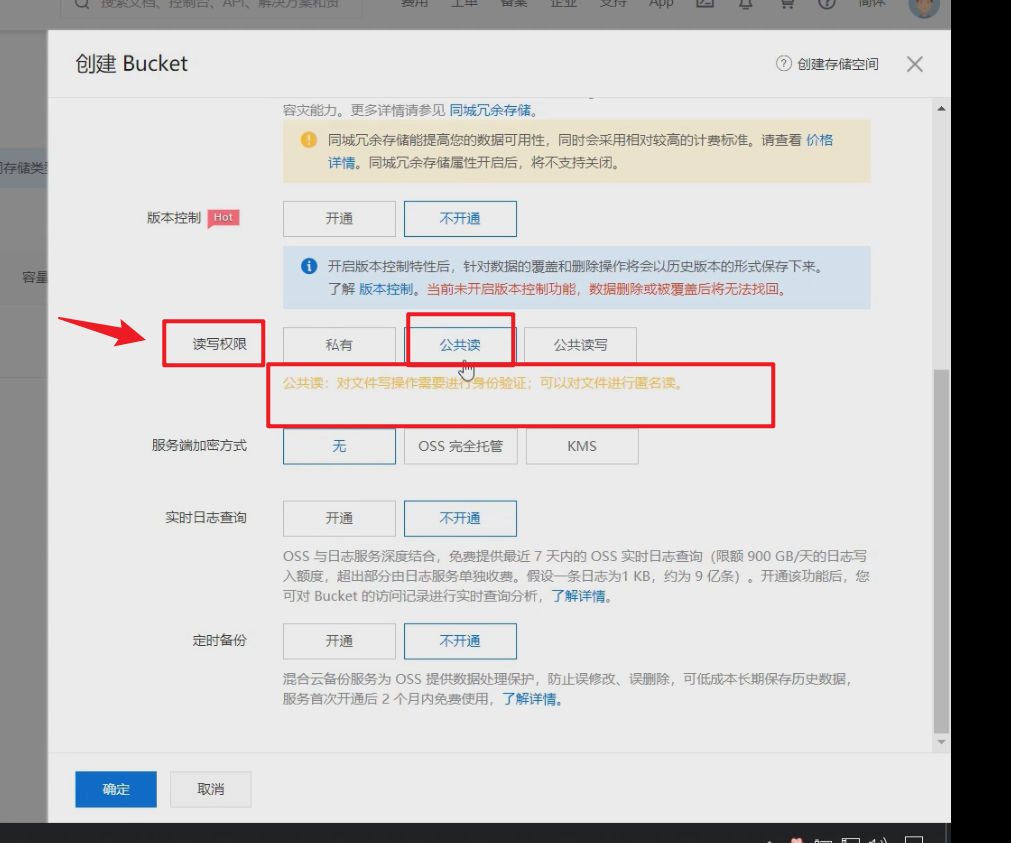 搜索文档、控制台、API、解决方案和资
费用 工单 备案 企业 支持 App 简体
创建 Bucket
创建存储空间
容灾能力。更多详情请参见 同城冗余存储。
同城冗余存储能提高您的数据可用性，同时会采用相对较高的计费标准。请查看 价格
详情。同城冗余存储属性开启后，将不支持关闭。
存储类
版本控制 Hot 开通 不开通
开启版本控制特性后，针对数据的覆盖和删除操作将会以历史版本的形式保存下来。
了解 版本控制。当前未开启版本控制功能，数据删除或被覆盖后将无法找回。
容量
读写权限 私有 公共读 公共读写
公共读：对文件写操作需要进行身份验证；可以对文件进行匿名读。
服务端加密方式 无 OSS 完全托管 KMS
实时日志查询 开通 不开通
OSS 与日志服务深度结合，免费提供最近 7 天内的 OSS 实时日志查询（限额 900 GB/天的日志写
入额度，超出部分由日志服务单独收费。假设一条日志为1 KB，约为 9 亿条）。开通该功能后，您
可对 Bucket 的访问记录进行实时查询分析，了解详情。
定时备份 开通 不开通
混合云备份服务为 OSS 提供数据处理保护，防止误修改、误删除，可低成本长期保存历史数据，
服务首次开通后 2 个月内免费使用，了解详情。
确定 取消